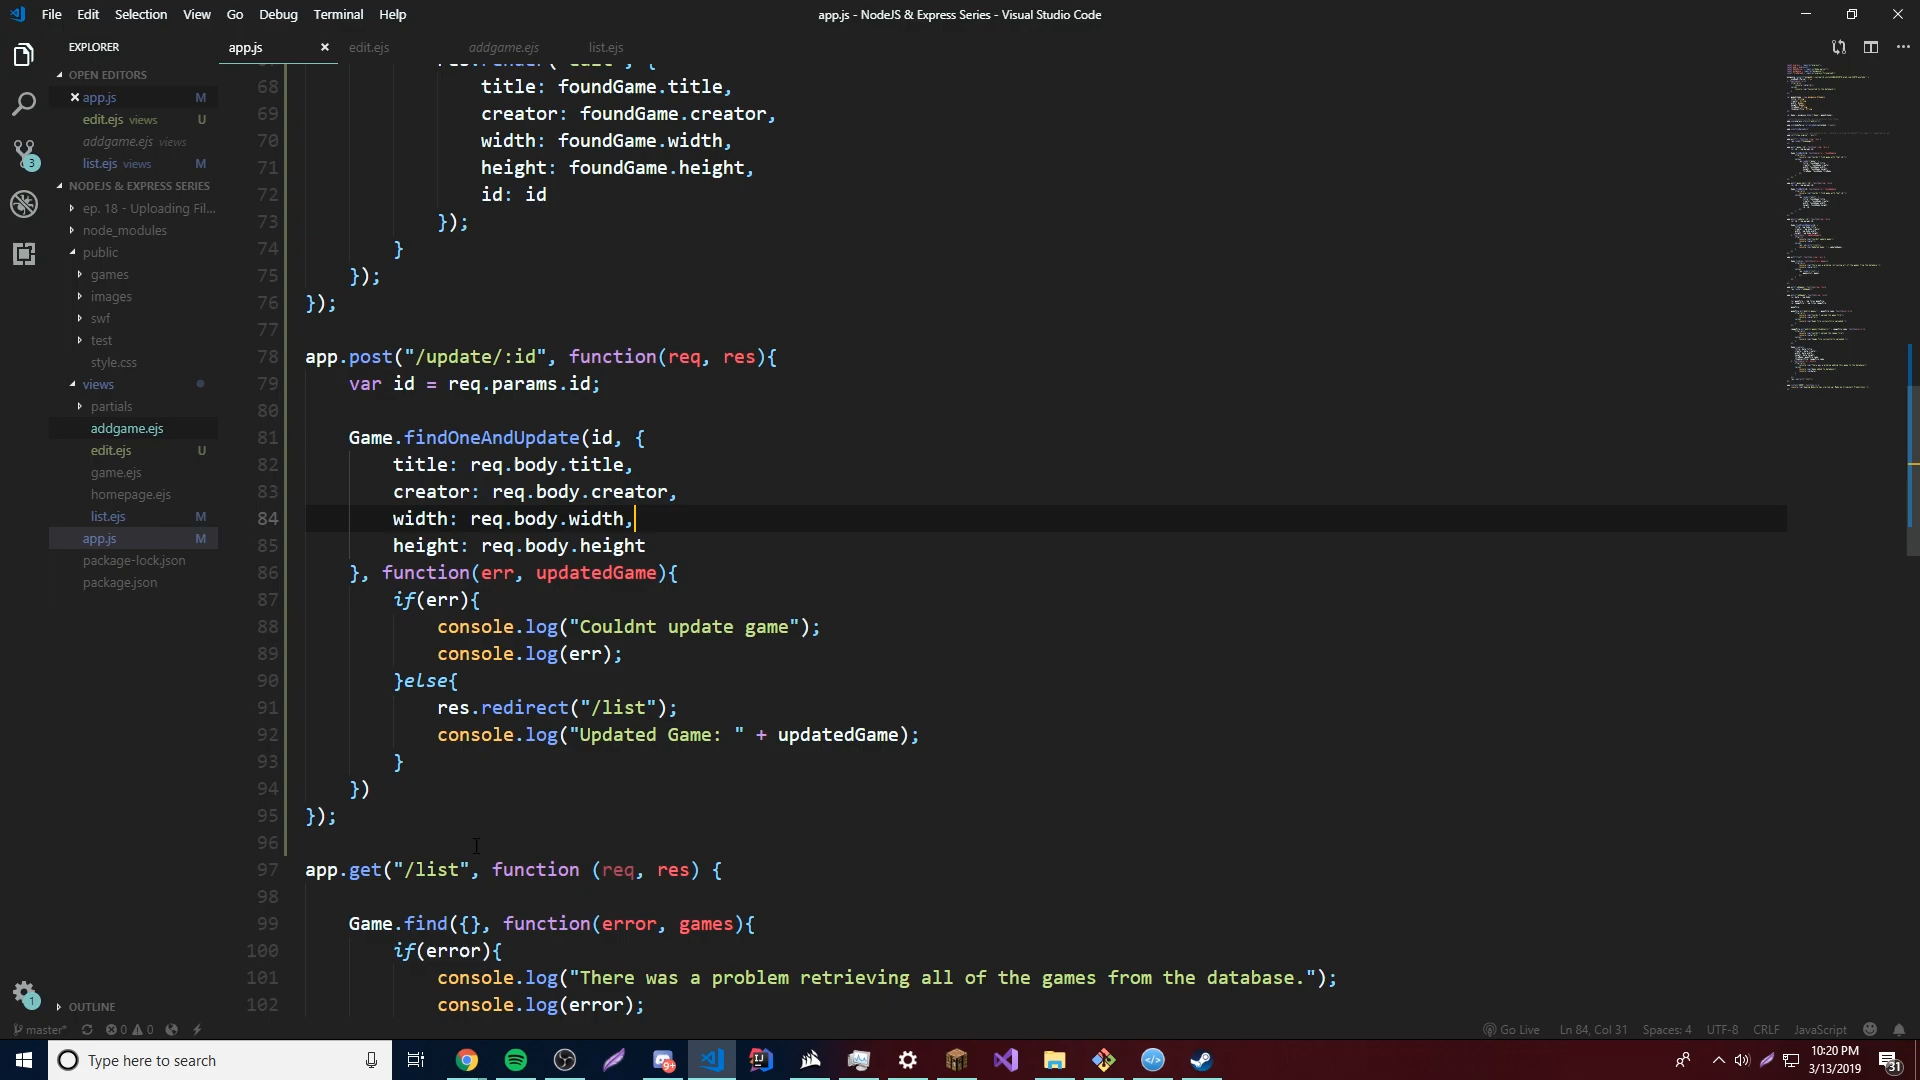 File Edit Selection View Go Debug Terminal Help
app.js - NodeJS & Express Series - Visual Studio Code
EXPLORER
app.js
edit.ejs
addgame.ejs
list.ejs
OPEN EDITORS
app.js M
edit.ejs views U
addgame.ejs views
list.ejs views M
NODEJS & EXPRESS SERIES
ep. 18 - Uploading Fil...
node_modules
public
games
images
swf
test
style.css
views
partials
addgame.ejs
edit.ejs U
game.ejs
homepage.ejs
list.ejs M
app.js M
package-lock.json
package.json
OUTLINE
3
1
68 title: foundGame.title,
69 creator: foundGame.creator,
70 width: foundGame.width,
71 height: foundGame.height,
72 id: id
73 });
74 }
75 });
76 });
77
78 app.post("/update/:id", function(req, res){
79 var id = req.params.id;
80
81 Game.findOneAndUpdate(id, {
82 title: req.body.title,
83 creator: req.body.creator,
84 width: req.body.width,
85 height: req.body.height
86 }, function(err, updatedGame){
87 if(err){
88 console.log("Couldnt update game");
89 console.log(err);
90 }else{
91 res.redirect("/list");
92 console.log("Updated Game: " + updatedGame);
93 }
94 })
95 });
96
97 app.get("/list", function (req, res) {
98
99 Game.find({}, function(error, games){
100 if(error){
101 console.log("There was a problem retrieving all of the games from the database.");
102 console.log(error);
master* 0 0
Go Live Ln 84, Col 31 Spaces: 4 UTF-8 CRLF JavaScript
Type here to search
10:20 PM
3/13/2019
31